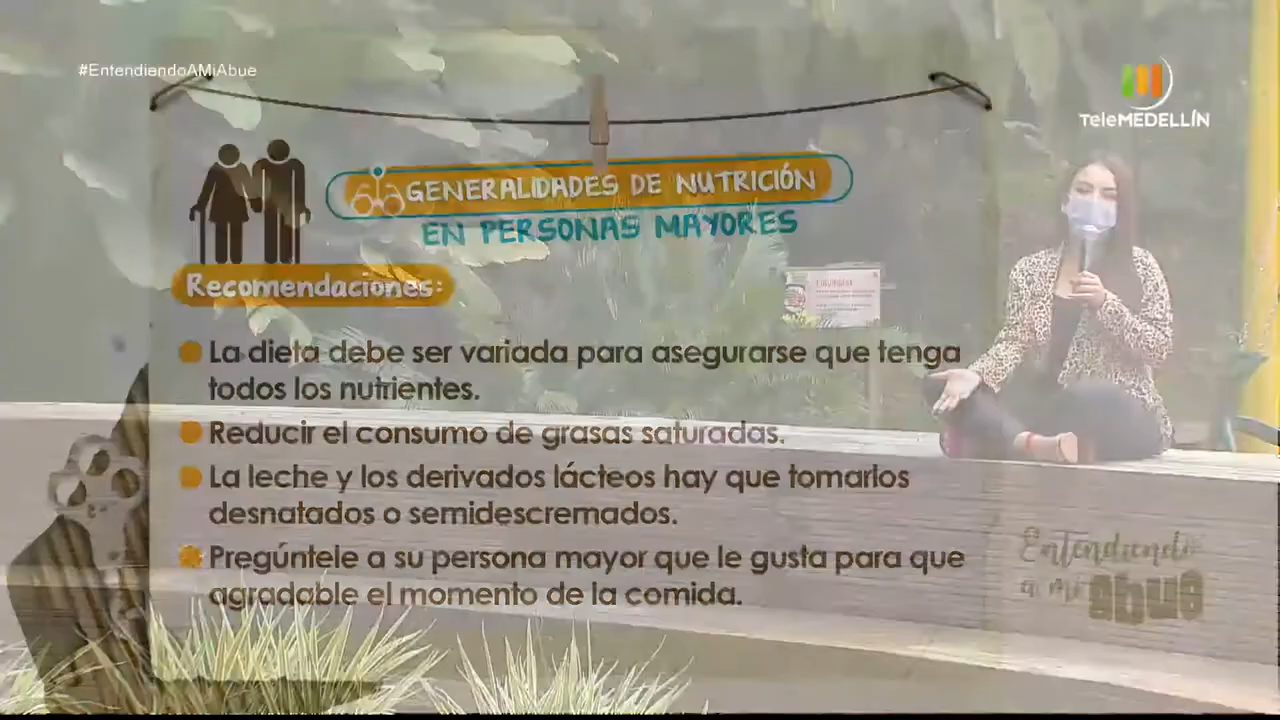 #EntendiendoAMiAbue
TeleMEDELLÍN
GENERALIDADES DE NUTRICIÓN
EN PERSONAS MAYORES
Recomendaciones:
La dieta debe ser variada para asegurarse que tenga
todos los nutrientes.
Reducir el consumo de grasas saturadas.
La leche y los derivados lácteos hay que tomarlos
desnatados o semidescremados.
Pregúntele a su persona mayor que le gusta para que
agradable el momento de la comida.
Entendiendo
a mi abue